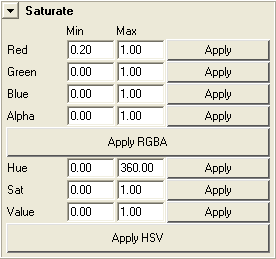 Saturate
Min Max
Red 0.20 1.00 Apply
Green 0.00 1.00 Apply
Blue 0.00 1.00 Apply
Alpha 0.00 1.00 Apply
Apply RGBA
Hue 0.00 360.00 Apply
Sat 0.00 1.00 Apply
Value 0.00 1.00 Apply
Apply HSV